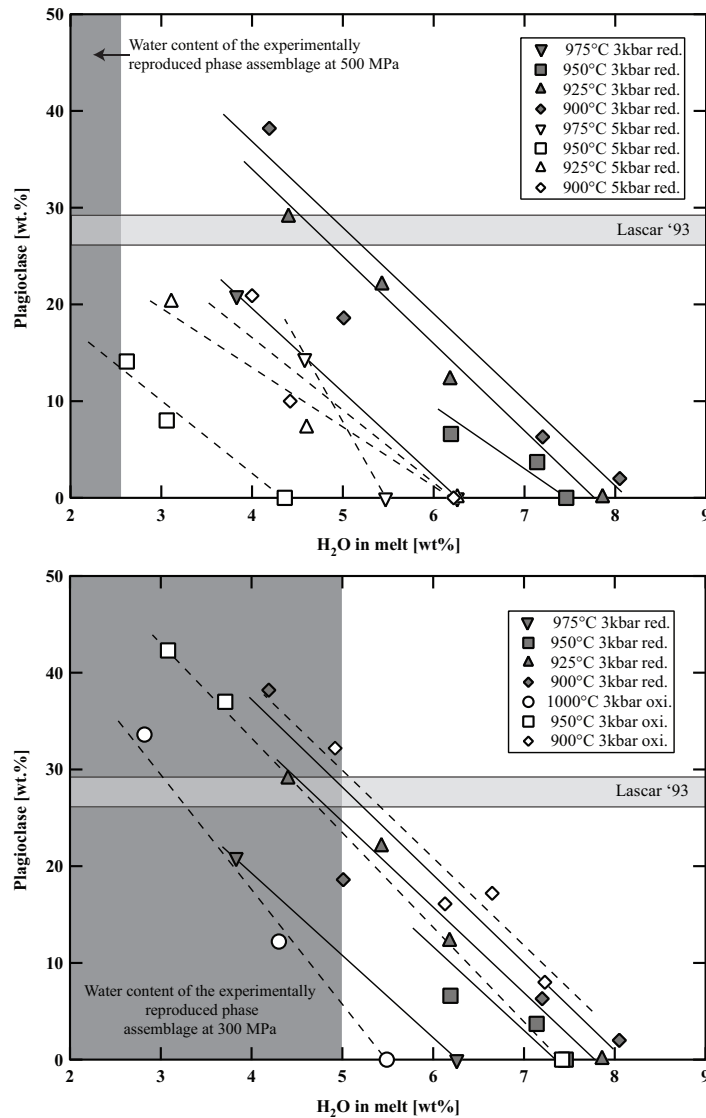 50
40
30
20
10
0
Plagioclase [wt.%]
Water content of the experimentally
reproduced phase assemblage at 500 MPa
975°C 3kbar red.
950°C 3kbar red.
925°C 3kbar red.
900°C 3kbar red.
975°C 5kbar red.
950°C 5kbar red.
925°C 5kbar red.
900°C 5kbar red.
Lascar ‘93
2 3 4 5 6 7 8 9
H2O in melt [wt%]
50
40
30
20
10
0
Plagioclase [wt.%]
975°C 3kbar red.
950°C 3kbar red.
925°C 3kbar red.
900°C 3kbar red.
1000°C 3kbar oxi.
950°C 3kbar oxi.
900°C 3kbar oxi.
Lascar ‘93
Water content of the experimentally
reproduced phase
assemblage at 300 MPa
2 3 4 5 6 7 8 9
H2O in melt [wt%]